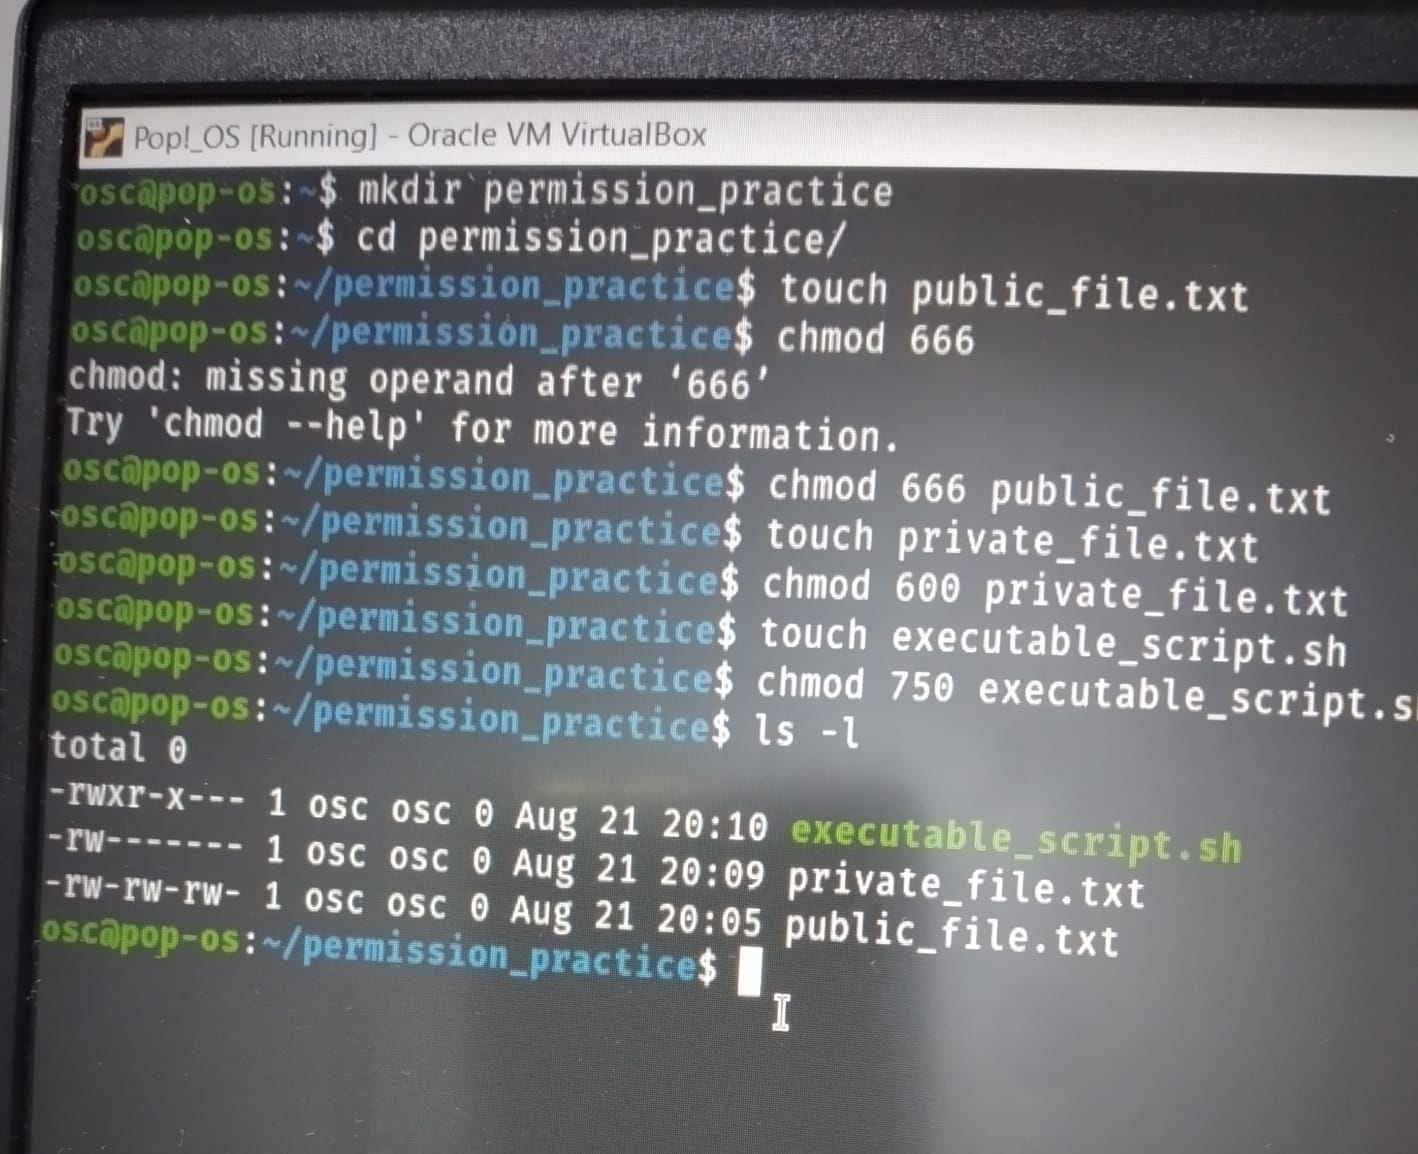 Pop!_OS [Running] - Oracle VM VirtualBox
osc@pop-os:~$ mkdir permission_practice
osc@pop-os:~$ cd permission_practice/
osc@pop-os:~/permission_practice$ touch public_file.txt
osc@pop-os:~/permission_practice$ chmod 666
chmod: missing operand after '666'
Try 'chmod --help' for more information.
osc@pop-os:~/permission_practice$ chmod 666 public_file.txt
osc@pop-os:~/permission_practice$ touch private_file.txt
osc@pop-os:~/permission_practice$ chmod 600 private_file.txt
osc@pop-os:~/permission_practice$ touch executable_script.sh
osc@pop-os:~/permission_practice$ chmod 750 executable_script.sh
osc@pop-os:~/permission_practice$ ls -l
total 0
-rwxr-x--- 1 osc osc 0 Aug 21 20:10 executable_script.sh
-rw------- 1 osc osc 0 Aug 21 20:09 private_file.txt
-rw-rw-rw- 1 osc osc 0 Aug 21 20:05 public_file.txt
osc@pop-os:~/permission_practice$